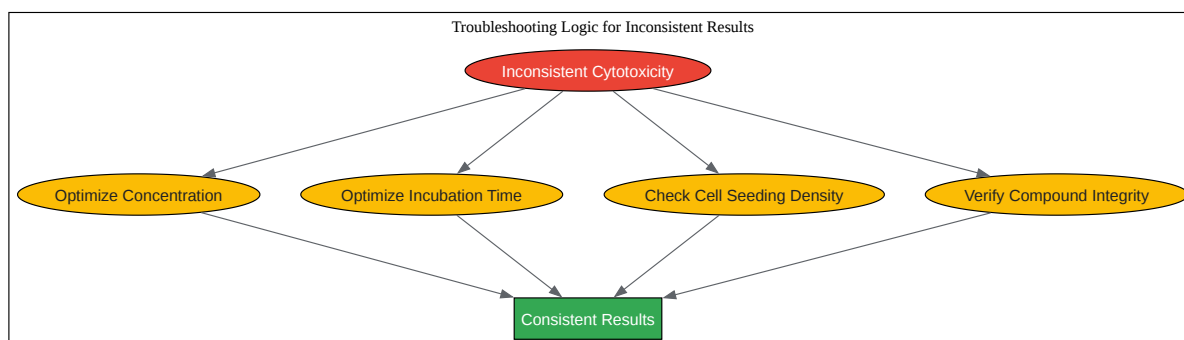 Troubleshooting Logic for Inconsistent Results
Inconsistent Cytotoxicity
Optimize Concentration
Optimize Incubation Time
Check Cell Seeding Density
Verify Compound Integrity
Consistent Results